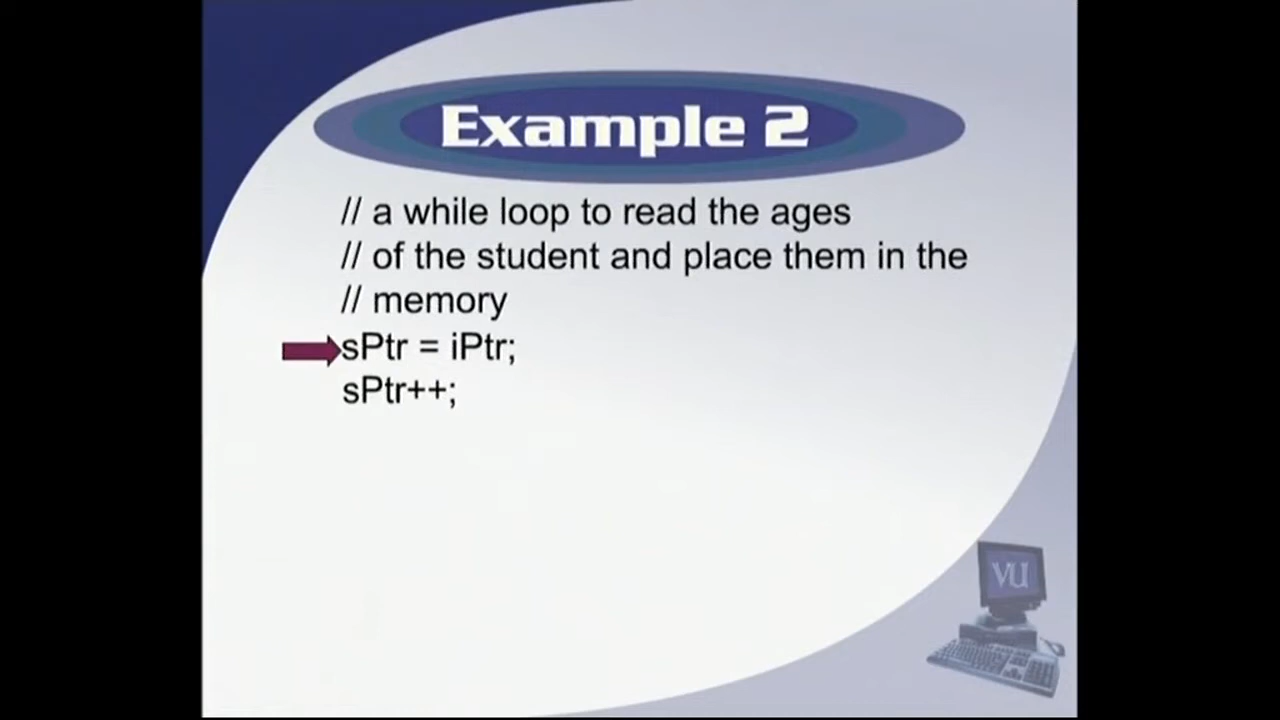 Example 2
// a while loop to read the ages
// of the student and place them in the
// memory
sPtr = iPtr;
sPtr++;
VU